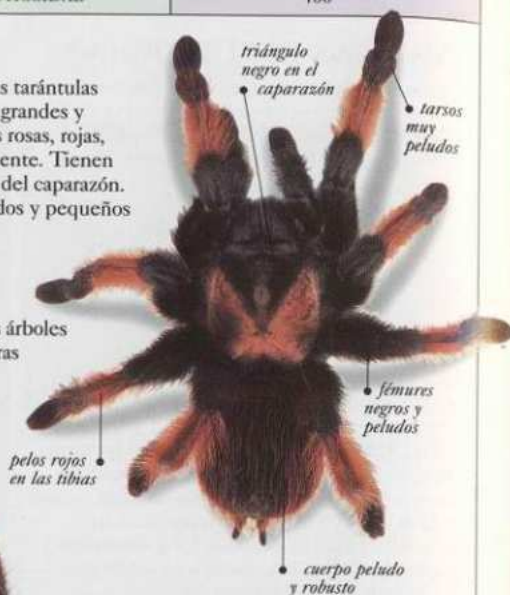 s tarántulas
grandes y
s rosas, rojas,
ente. Tienen
del caparazón.
dos y pequeños
árboles
ras
triángulo
negro en el
caparazón
tarsos
muy
peludos
fémures
negros y
peludos
pelos rojos
en las tibias
cuerpo peludo
y robusto